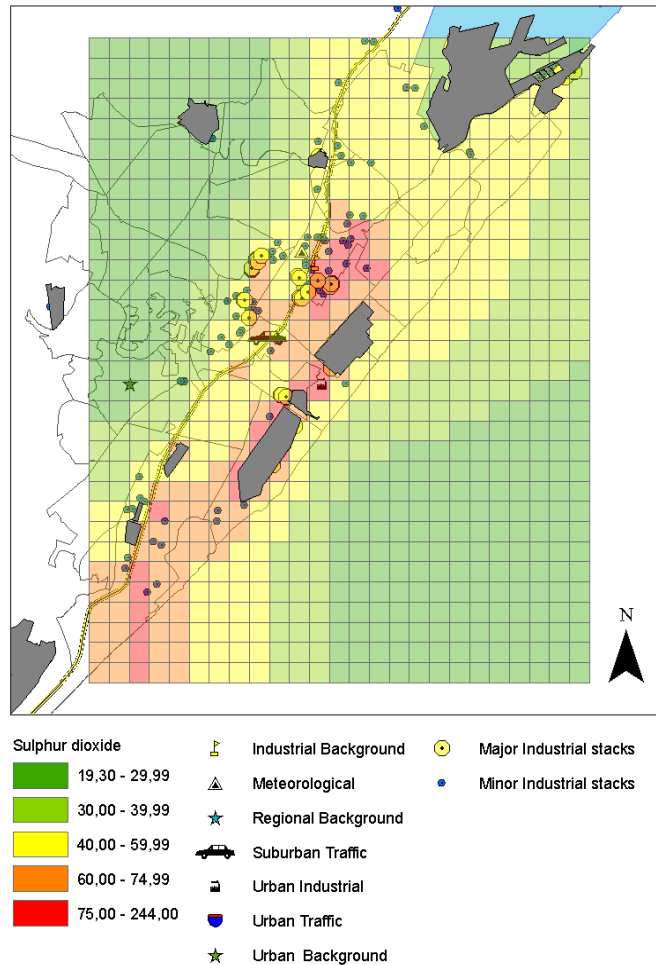 N
Sulphur dioxide
19,30 - 29,99
30,00 - 39,99
40,00 - 59,99
60,00 - 74,99
75,00 - 244,00
Industrial Background
Meteorological
Regional Background
Suburban Traffic
Urban Industrial
Urban Traffic
Urban Background
Major Industrial stacks
Minor Industrial stacks